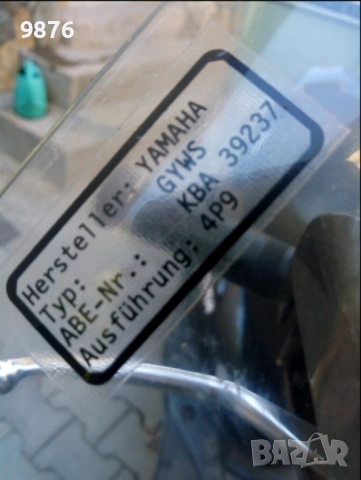 9876
Hersteller: YAMAHA
Typ: GYWS
ABE-Nr.: KBA 39237
Ausführung: 4P9
BAZAR